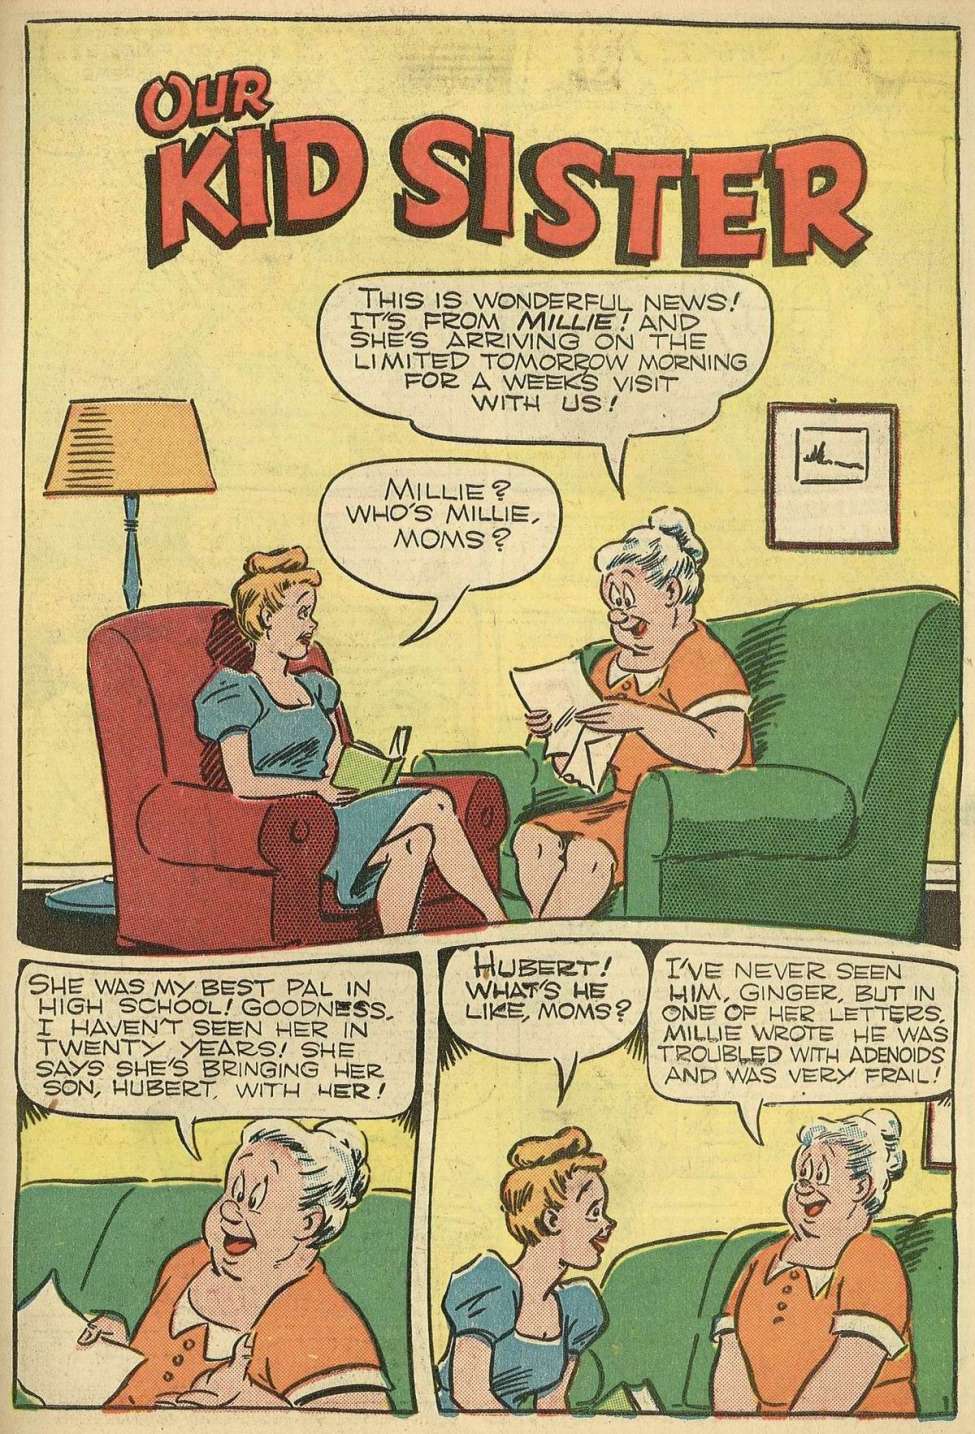 OUR
KID SISTER
THIS IS WONDERFUL NEWS!
IT'S FROM MILLIE! AND
SHE'S ARRIVING ON THE
LIMITED TOMORROW MORNING
FOR A WEEK'S VISIT
WITH US!
MILLIE?
WHO'S MILLIE,
MOMS?
SHE WAS MY BEST PAL IN
HIGH SCHOOL! GOODNESS,
I HAVEN'T SEEN HER IN
TWENTY YEARS! SHE
SAYS SHE'S BRINGING HER
SON, HUBERT, WITH HER!
HUBERT!
WHAT'S HE
LIKE, MOMS?
I'VE NEVER SEEN
HIM, GINGER, BUT IN
ONE OF HER LETTERS,
MILLIE WROTE HE WAS
TROUBLED WITH ADENOIDS
AND WAS VERY FRAIL!
1